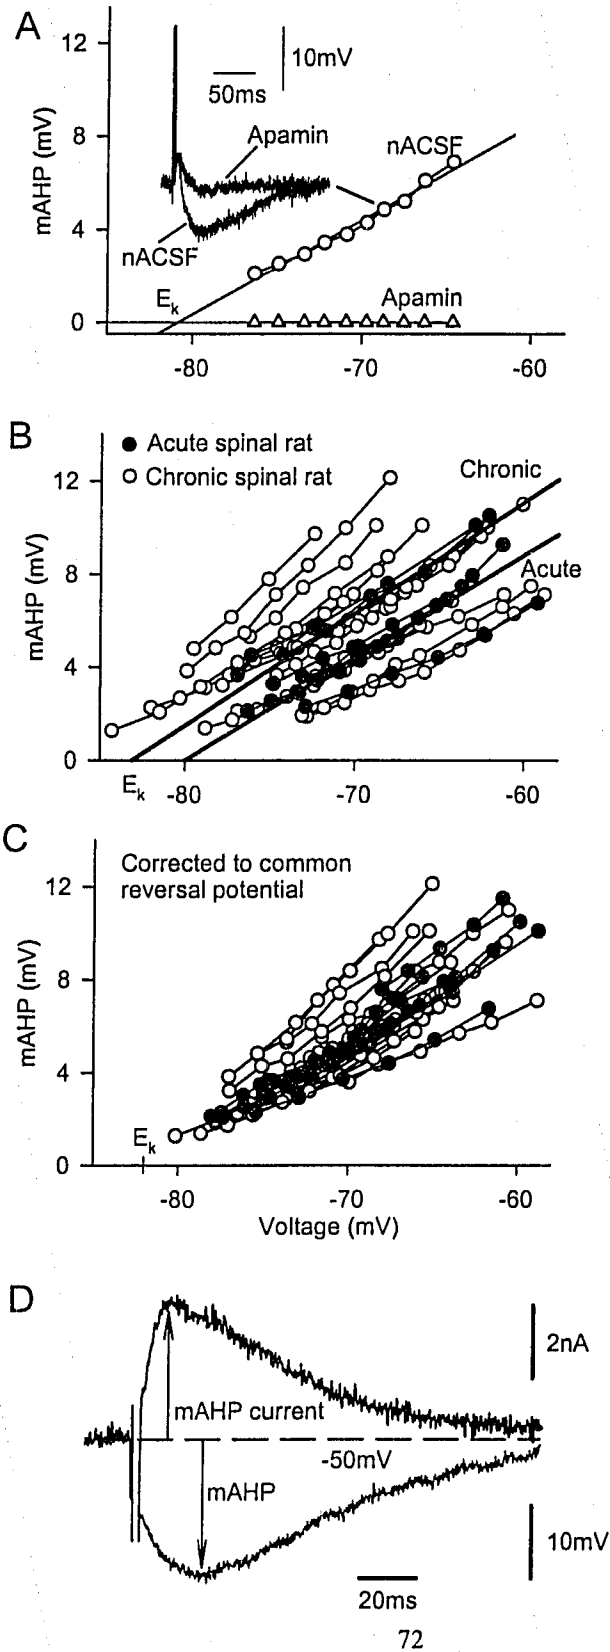 A
12
10mV
50ms
Apamin
nACSF
mAHP (mV)
8
4
nACSF
Ek
Apamin
0
-80
-70
-60
B
Acute spinal rat
Chronic spinal rat
Chronic
12
mAHP (mV)
8
Acute
4
0
Ek
-80
-70
-60
C
Corrected to common
reversal potential
12
mAHP (mV)
8
4
Ek
0
-80
-70
-60
Voltage (mV)
D
2nA
mAHP current
-50mV
mAHP
10mV
20ms
72